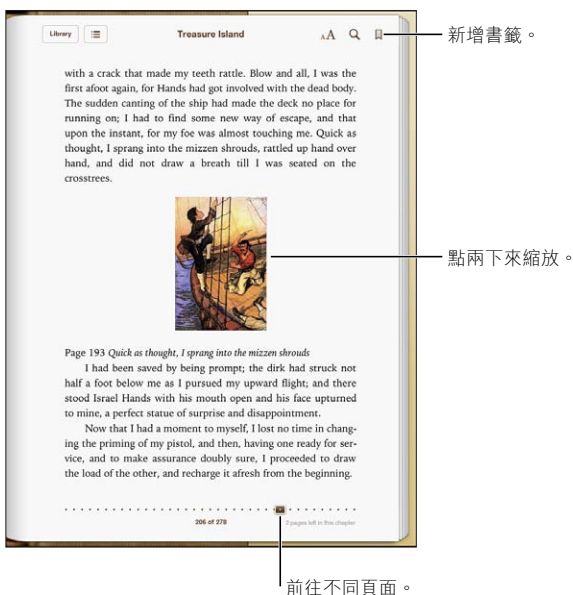 Library
Treasure Island
AA
新增書籤。
with a crack that made my teeth rattle. Blow and all, I was the
first afoot again, for Hands had got involved with the dead body.
The sudden canting of the ship had made the deck no place for
running on; I had to find some new way of escape, and that
upon the instant, for my foe was almost touching me. Quick as
thought, I sprang into the mizzen shrouds, rattled up hand over
hand, and did not draw a breath till I was seated on the
crosstrees.
點兩下來縮放。
Page 193 Quick as thought, I sprang into the mizzen shrouds
I had been saved by being prompt; the dirk had struck not
half a foot below me as I pursued my upward flight; and there
stood Israel Hands with his mouth open and his face upturned
to mine, a perfect statue of surprise and disappointment.
Now that I had a moment to myself, I lost no time in chang-
ing the priming of my pistol, and then, having one ready for ser-
vice, and to make assurance doubly sure, I proceeded to draw
the load of the other, and recharge it afresh from the beginning.
206 of 278
2 pages left in this chapter
前往不同頁面。